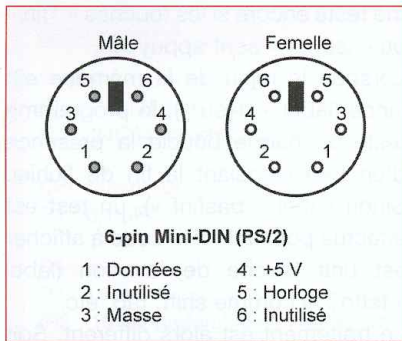 Mâle
Femelle
5 6
3 4
1 2
6 5
4 3
2 1
6-pin Mini-DIN (PS/2)
1 : Données 4 : +5 V
2 : Inutilisé 5 : Horloge
3 : Masse 6 : Inutilisé